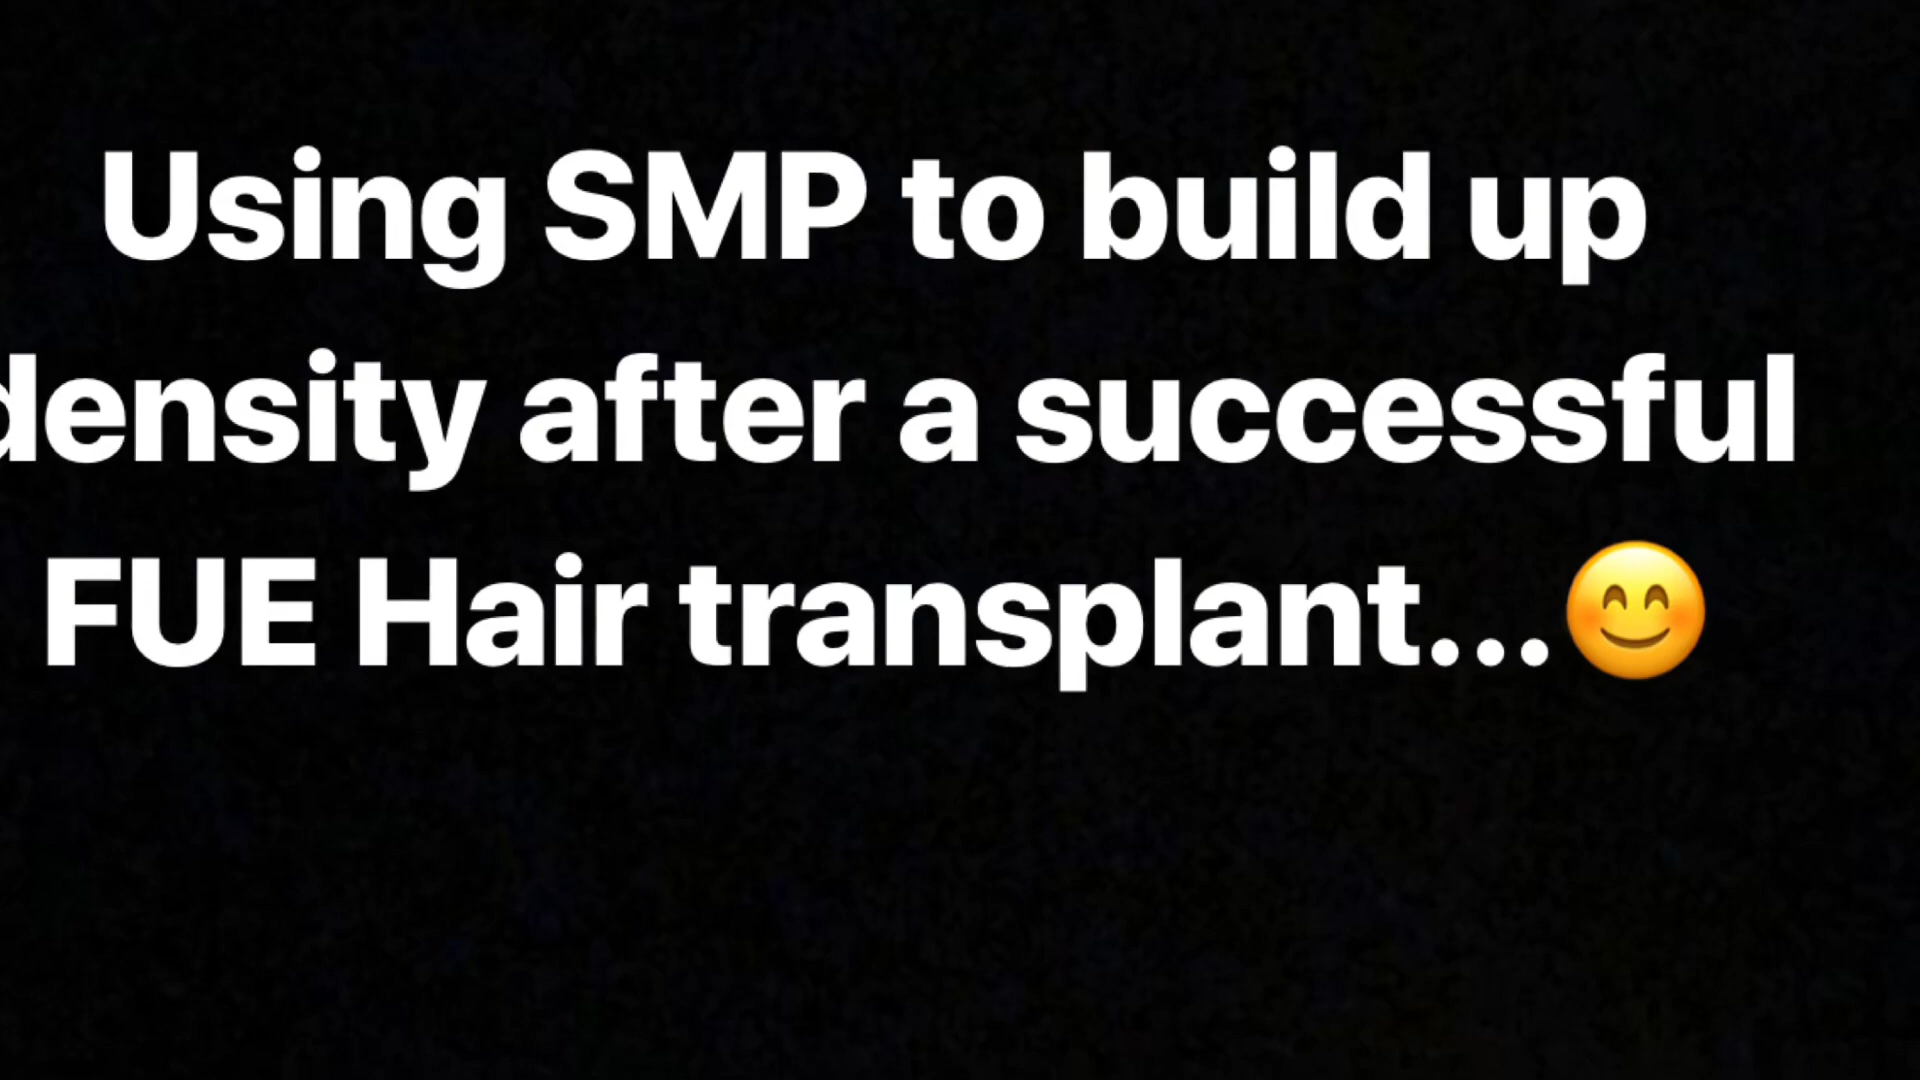 Using SMP to build up
density after a successful
FUE Hair transplant...😊